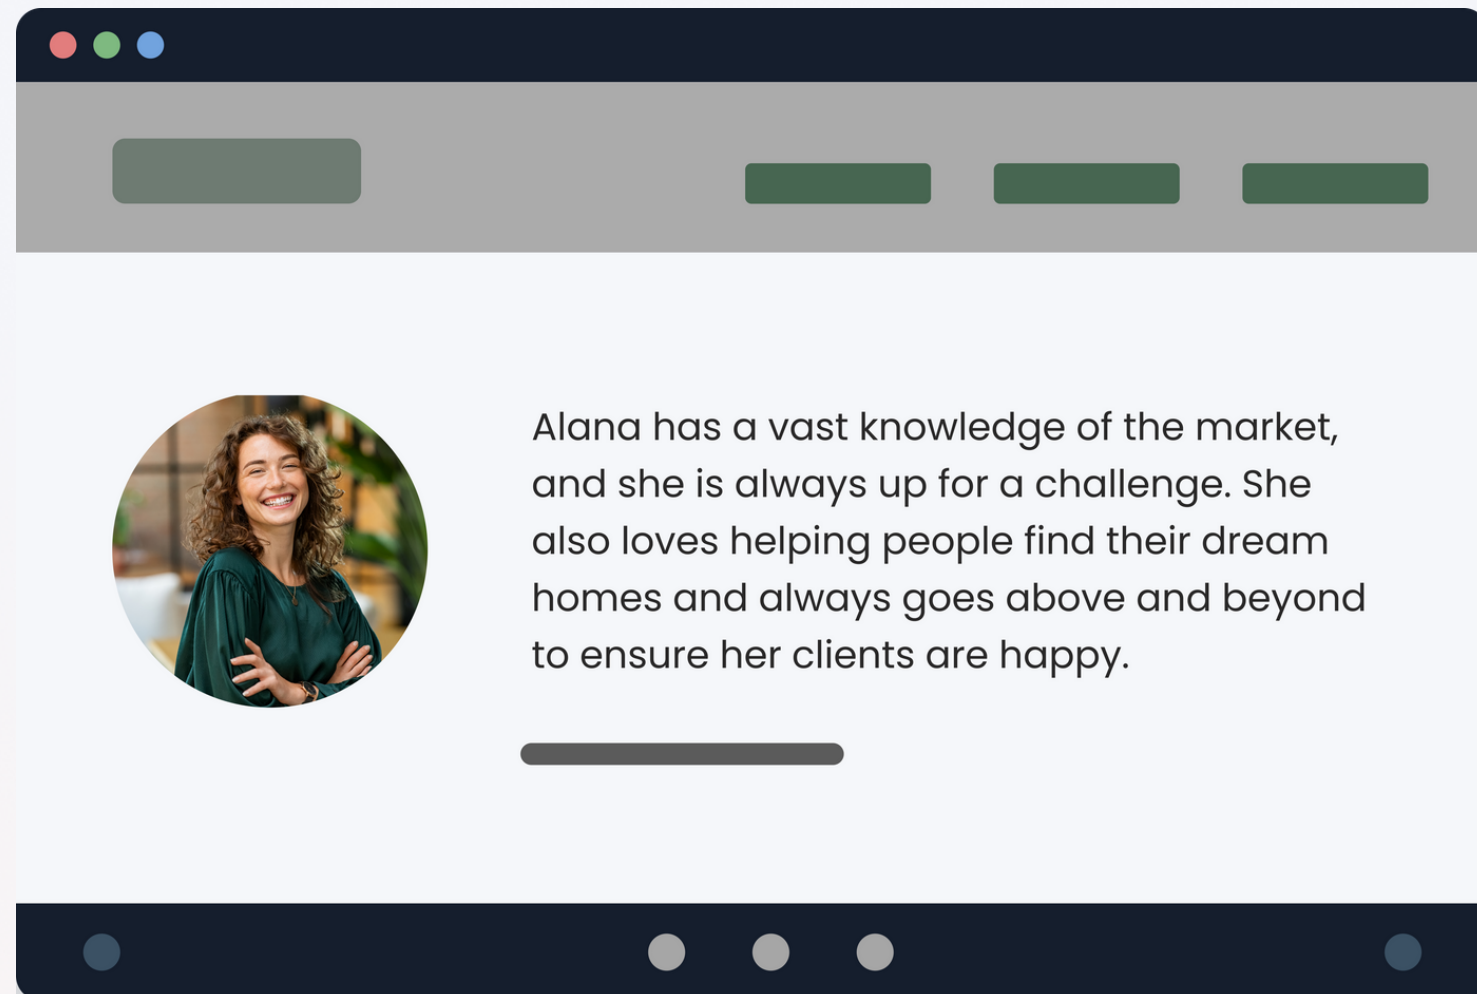 Alana has a vast knowledge of the market,
and she is always up for a challenge. She
also loves helping people find their dream
homes and always goes above and beyond
to ensure her clients are happy.